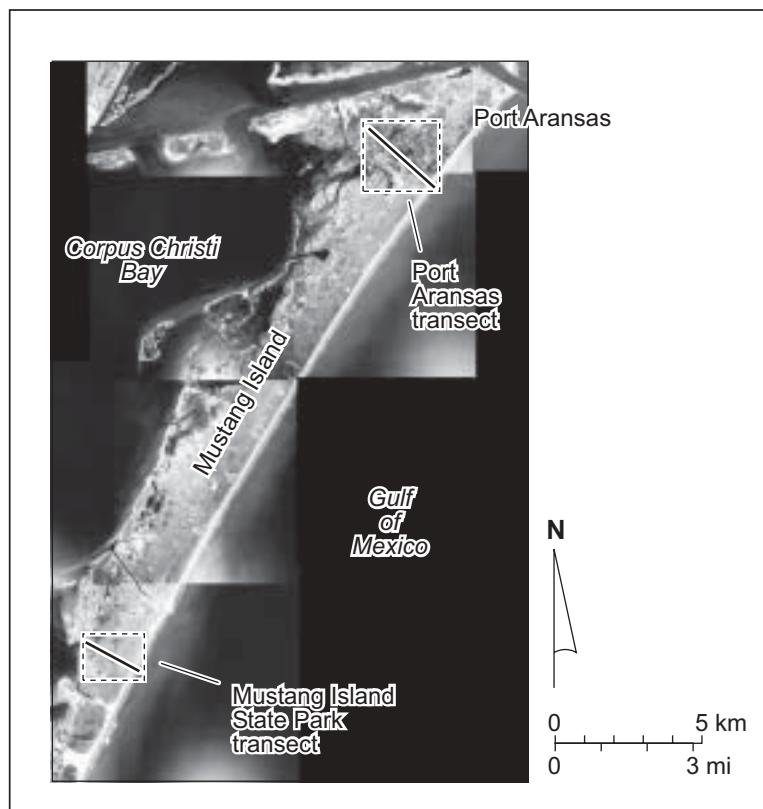 Port Aransas
Corpus Christi
Bay
Port
Aransas
transect
Mustang Island
Gulf
of
Mexico
N
Mustang Island
State Park
transect
0 5 km
0 3 mi